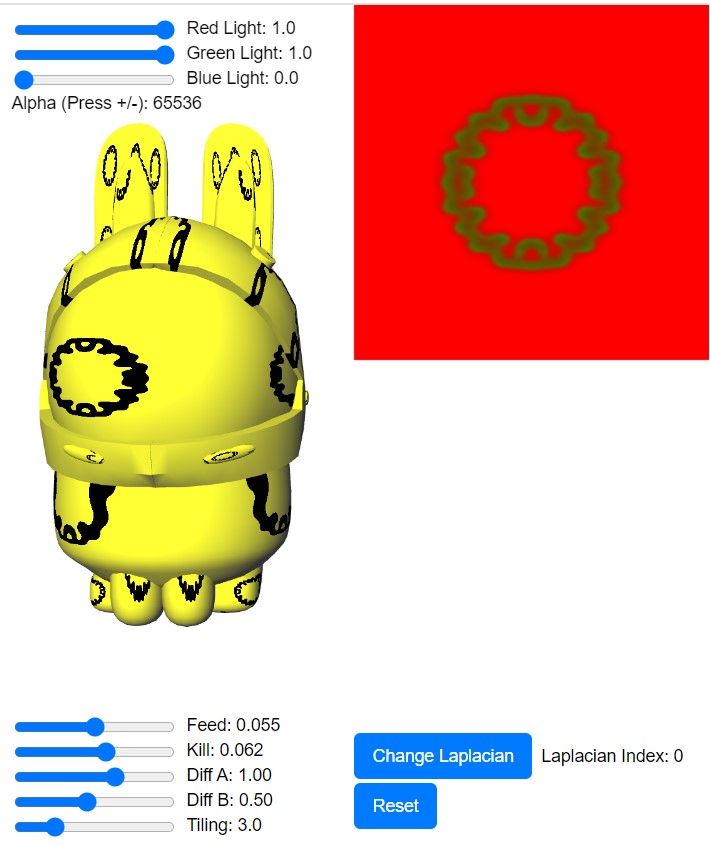 Red Light: 1.0
Green Light: 1.0
Blue Light: 0.0
Alpha (Press +/-): 65536
Feed: 0.055
Kill: 0.062
Diff A: 1.00
Diff B: 0.50
Tiling: 3.0
Change Laplacian Laplacian Index: 0
Reset